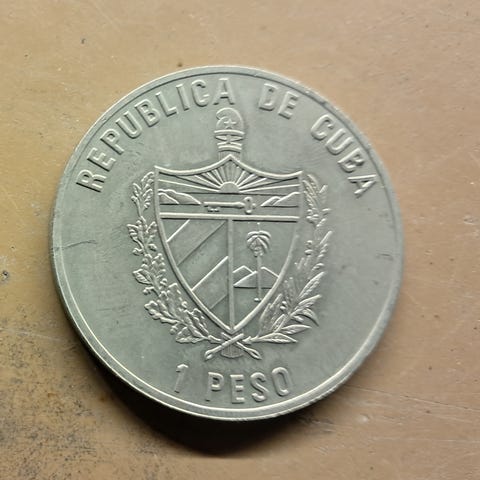 REPUBLICA DE CUBA
1 PESO